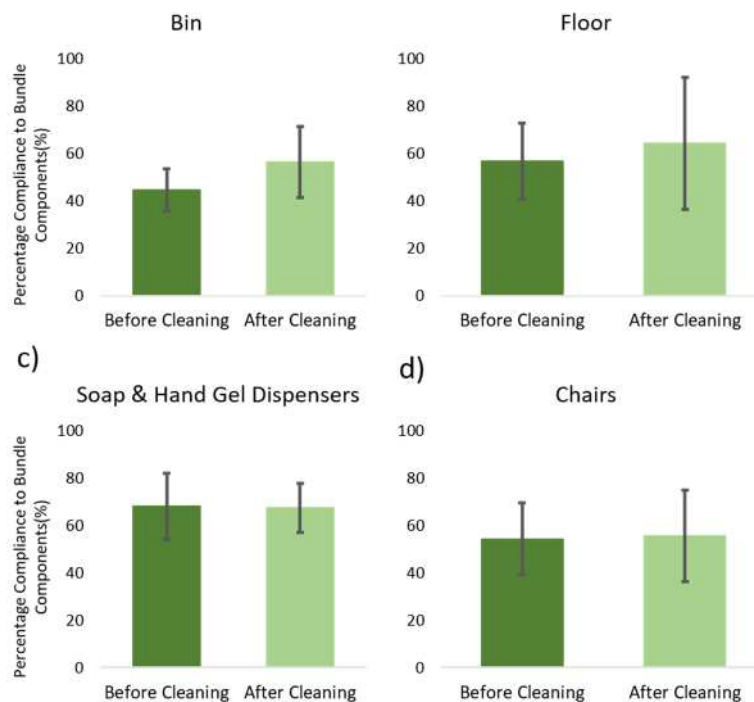 Bin
Percentage Compliance to Bundle
Components(%)
100
80
60
40
20
0
Before Cleaning After Cleaning
Floor
100
80
60
40
20
0
Before Cleaning After Cleaning
c)
Soap & Hand Gel Dispensers
Percentage Compliance to Bundle
Components(%)
100
80
60
40
20
0
Before Cleaning After Cleaning
d)
Chairs
100
80
60
40
20
0
Before Cleaning After Cleaning